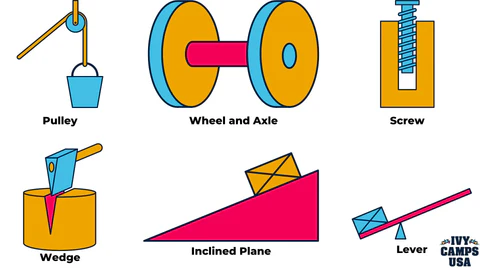 Pulley
Wheel and Axle
Screw
Wedge
Inclined Plane
Lever
IVY
CAMPS
USA